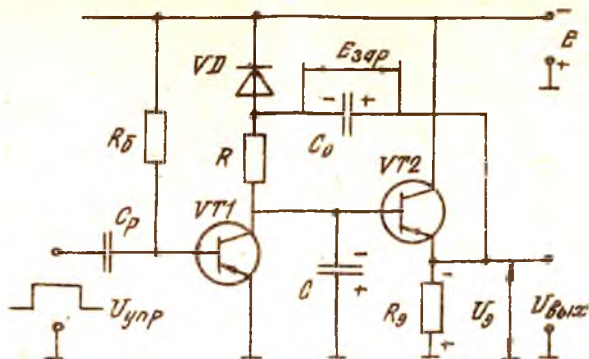 -
VD
Eзар
E
+
- +
Rб
R
C₀
VT2
Cр
VT1
-
C
+
-
Rэ
+
Uэ
Uвых
Uупр